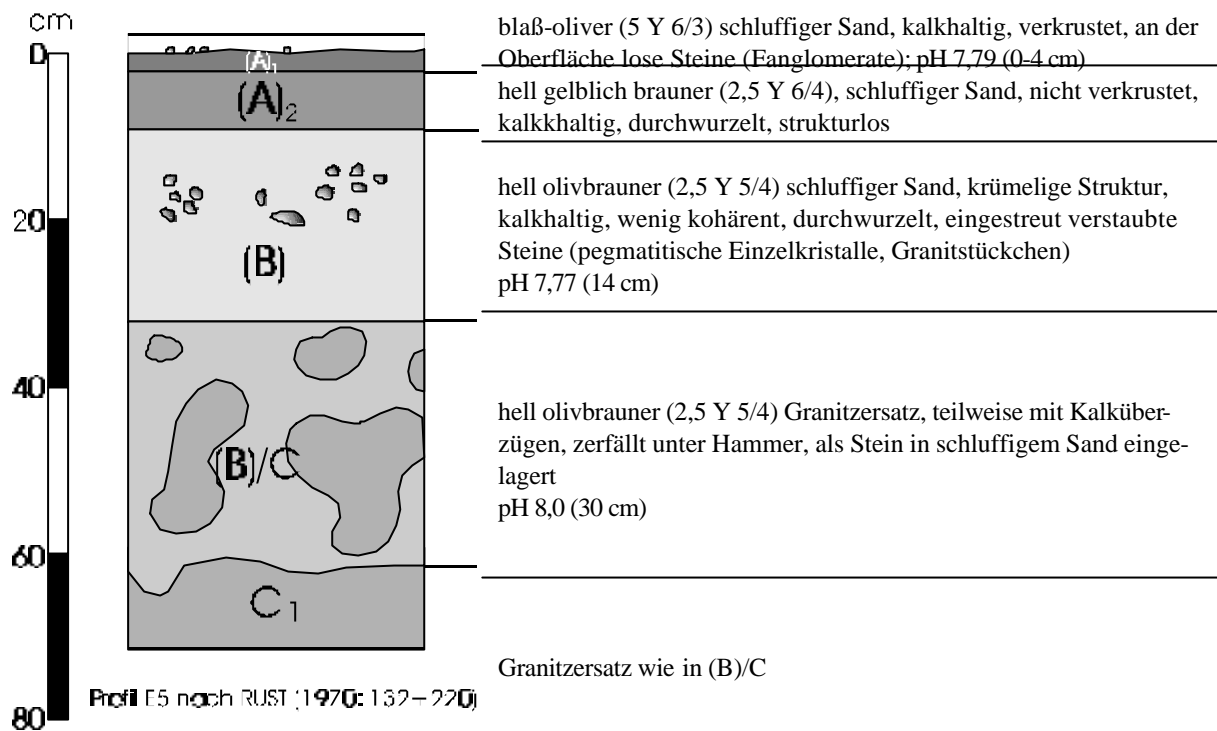 cm
0
20
40
60
80
(A)1
(A)2
(B)
(B)/C
C1
blaß-oliver (5 Y 6/3) schluffiger Sand, kalkhaltig, verkrustet, an der
Oberfläche lose Steine (Fanglomerate); pH 7,79 (0-4 cm)
hell gelblich brauner (2,5 Y 6/4), schluffiger Sand, nicht verkrustet,
kalkkhaltig, durchwurzelt, strukturlos
hell olivbrauner (2,5 Y 5/4) schluffiger Sand, krümelige Struktur,
kalkhaltig, wenig kohärent, durchwurzelt, eingestreut verstaubte
Steine (pegmatitische Einzelkristalle, Granitstückchen)
pH 7,77 (14 cm)
hell olivbrauner (2,5 Y 5/4) Granitzersatz, teilweise mit Kalküber-
zügen, zerfällt unter Hammer, als Stein in schluffigem Sand einge-
lagert
pH 8,0 (30 cm)
Granitzersatz wie in (B)/C
Profil E5 nach RUST (1970: 132-220)